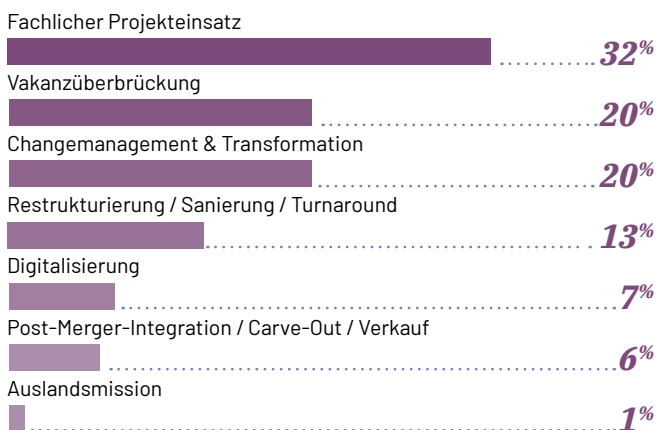 Fachlicher Projekteinsatz
32%
Vakanzüberbrückung
20%
Changemanagement & Transformation
20%
Restrukturierung / Sanierung / Turnaround
13%
Digitalisierung
7%
Post-Merger-Integration / Carve-Out / Verkauf
6%
Auslandsmission
1%